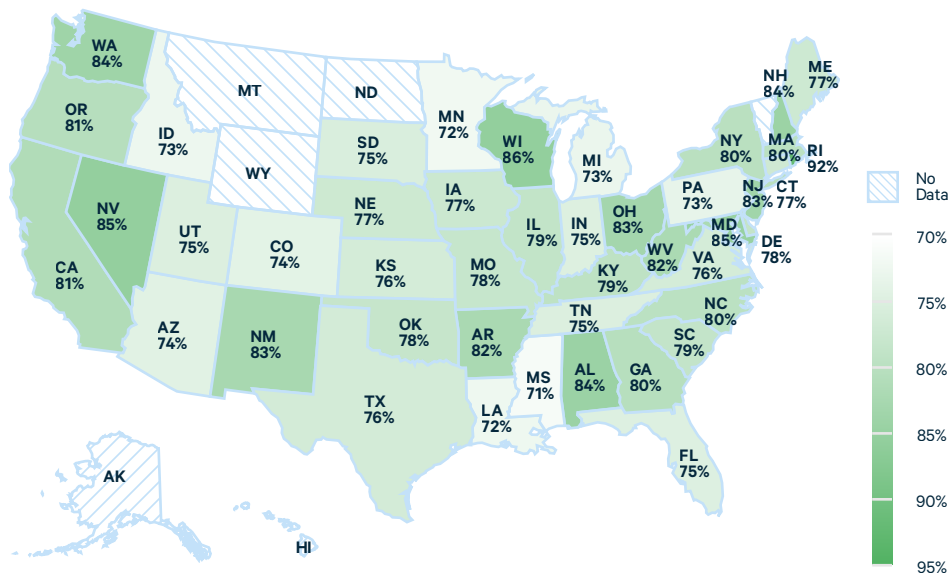 WA
84%
OR
81%
ID
73%
MT
ND
MN
72%
WY
SD
75%
WI
86%
MI
73%
NH
84%
ME
77%
NY
80%
MA
80%
RI
92%
NV
85%
UT
75%
CO
74%
NE
77%
IA
77%
IL
79%
IN
75%
OH
83%
PA
73%
NJ
83%
CT
77%
MD
85%
DE
78%
WV
82%
VA
76%
CA
81%
KS
76%
MO
78%
KY
79%
NC
80%
TN
75%
SC
79%
AZ
74%
NM
83%
OK
78%
AR
82%
MS
71%
AL
84%
GA
80%
TX
76%
LA
72%
FL
75%
AK
HI
No
Data
70%
75%
80%
85%
90%
95%